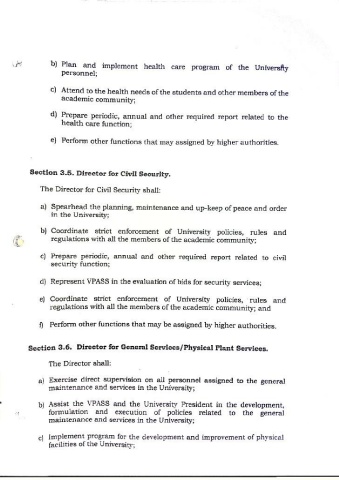 b) Plan and implement health care program of the University
personnel;
c) Attend to the health needs of the students and other members of the
academic community;
d) Prepare periodic, annual and other required report related to the
health care function;
e) Perform other functions that may assigned by higher authorities.
Section 3.5. Director for Civil Security.
The Director for Civil Security shall:
a) Spearhead the planning, maintenance and up-keep of peace and order
in the University;
b) Coordinate strict enforcement of University policies, rules and
regulations with all the members of the academic community;
c) Prepare periodic, annual and other required report related to civil
security function;
d) Represent VPASS in the evaluation of bids for security services;
e) Coordinate strict enforcement of University policies, rules and
regulations with all the members of the academic community; and
f) Perform other functions that may be assigned by higher authorities.
Section 3.6. Director for General Services/Physical Plant Services.
The Director shall:
a) Exercise direct supervision on all personnel assigned to the general
maintenance and services in the University;
b) Assist the VPASS and the University President in the development,
formulation and execution of policies related to the general
maintenance and services in the University;
c) Implement program for the development and improvement of physical
facilities of the University;